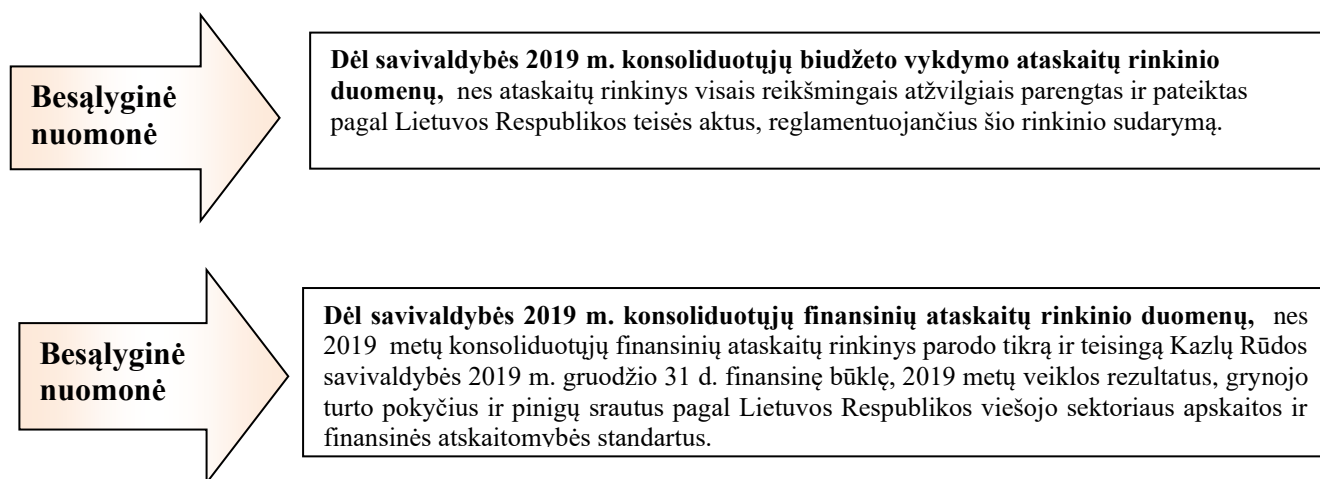 Besąlyginė
nuomonė
Dėl savivaldybės 2019 m. konsoliduotųjų biudžeto vykdymo ataskaitų rinkinio
duomenų, nes ataskaitų rinkinys visais reikšmingais atžvilgiais parengtas ir pateiktas
pagal Lietuvos Respublikos teisės aktus, reglamentuojančius šio rinkinio sudarymą.
Besąlyginė
nuomonė
Dėl savivaldybės 2019 m. konsoliduotųjų finansinių ataskaitų rinkinio duomenų, nes
2019 metų konsoliduotųjų finansinių ataskaitų rinkinys parodo tikrą ir teisingą Kazlų Rūdos
savivaldybės 2019 m. gruodžio 31 d. finansinę būklę, 2019 metų veiklos rezultatus, grynojo
turto pokyčius ir pinigų srautus pagal Lietuvos Respublikos viešojo sektoriaus apskaitos ir
finansinės atskaitomybės standartus.